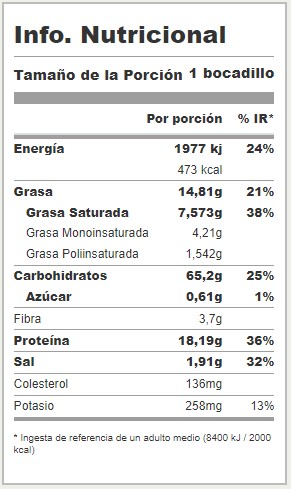 Info. Nutricional
Tamaño de la Porción 1 bocadillo
Por porción % IR*
Energía 1977 kj 24%
473 kcal
Grasa 14,81g 21%
Grasa Saturada 7,573g 38%
Grasa Monoinsaturada 4,21g
Grasa Poliinsaturada 1,542g
Carbohidratos 65,2g 25%
Azúcar 0,61g 1%
Fibra 3,7g
Proteína 18,19g 36%
Sal 1,91g 32%
Colesterol 136mg
Potasio 258mg 13%
* Ingesta de referencia de un adulto medio (8400 kJ / 2000
kcal)